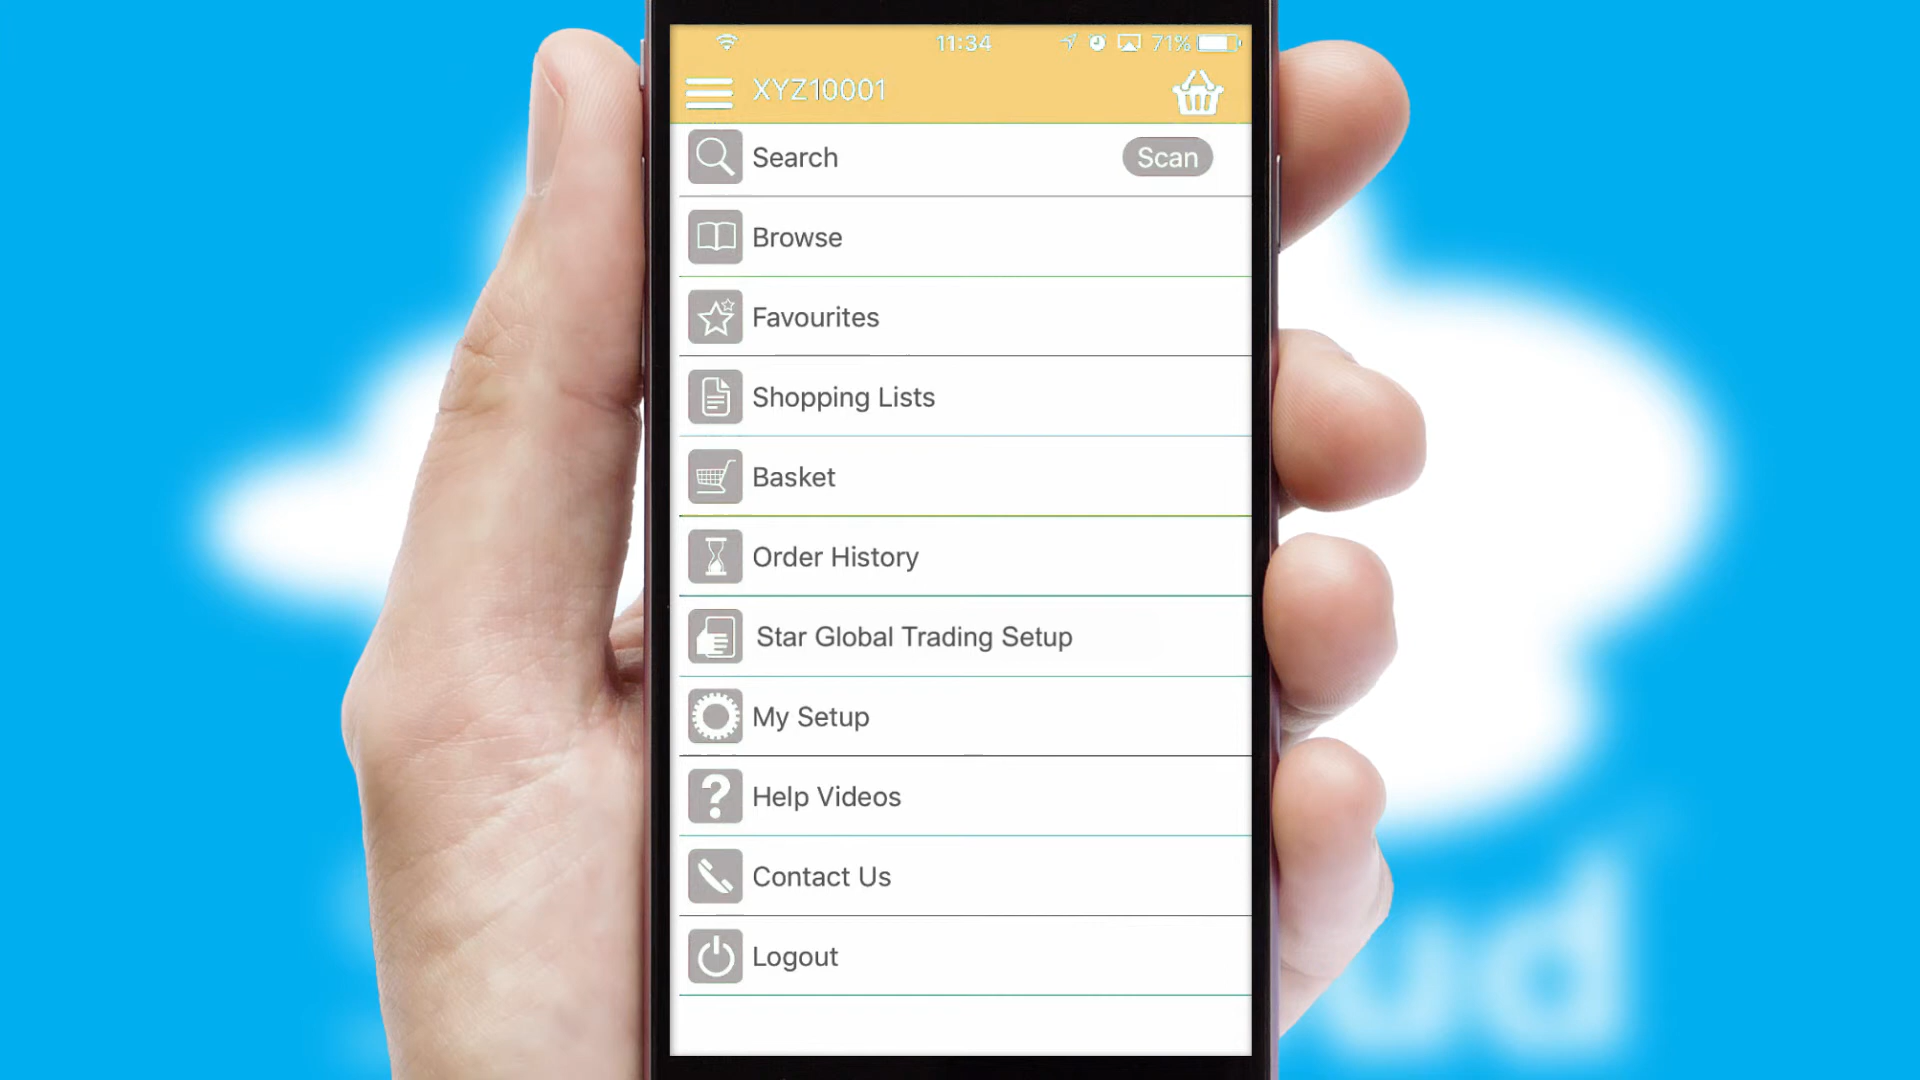 11:34 71%
XYZ10001
Search Scan
Browse
Favourites
Shopping Lists
Basket
Order History
Star Global Trading Setup
My Setup
Help Videos
Contact Us
Logout